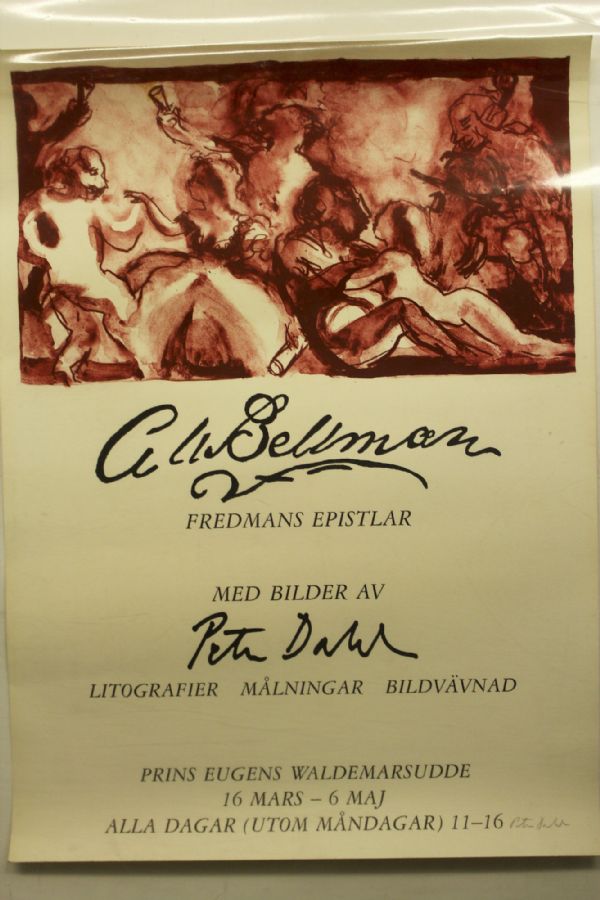 C M Bellman
FREDMANS EPISTLAR
MED BILDER AV
Peter Dahl
LITOGRAFIER MÅLNINGAR BILDVÄVNAD
PRINS EUGENS WALDEMARSUDDE
16 MARS – 6 MAJ
ALLA DAGAR (UTOM MÅNDAGAR) 11–16 Peter Dahl